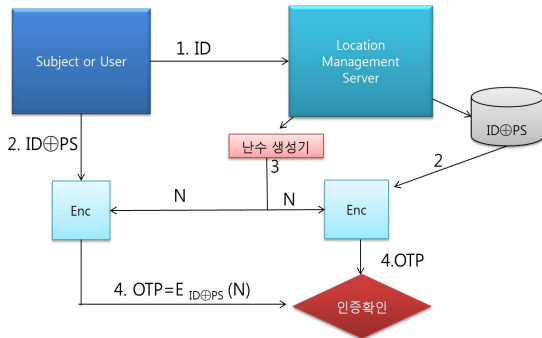 Subject or User
1. ID
Location
Management
Server
2. ID⊕PS
난수 생성기
3
ID⊕PS
2
Enc
N
N
Enc
4.OTP
4. OTP=E ID⊕PS (N)
인증확인